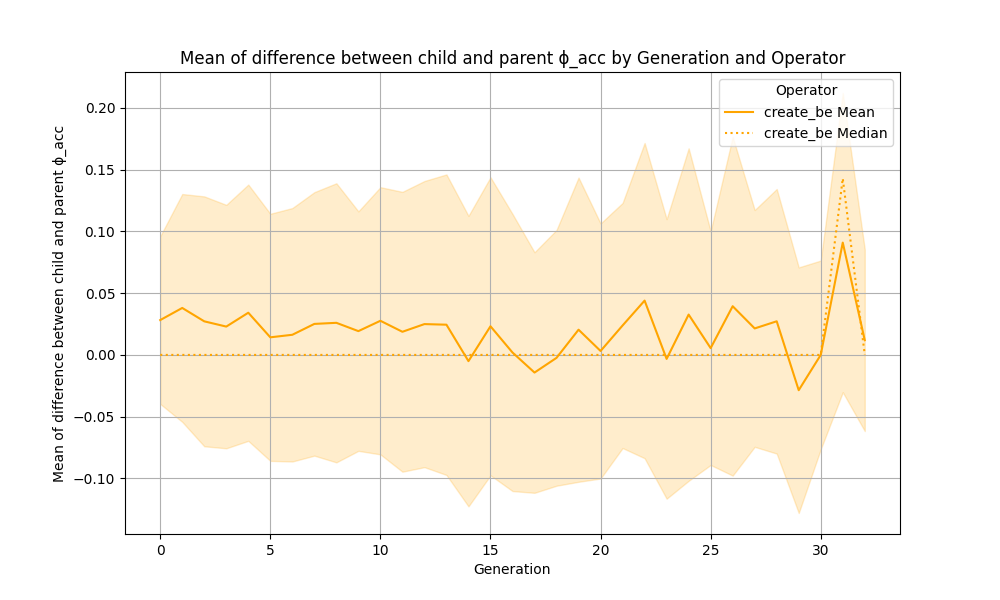 Mean of difference between child and parent ϕ_acc by Generation and Operator
Mean of difference between child and parent ϕ_acc
0.20
0.15
0.10
0.05
0.00
−0.05
−0.10
Operator
create_be Mean
create_be Median
0 5 10 15 20 25 30
Generation